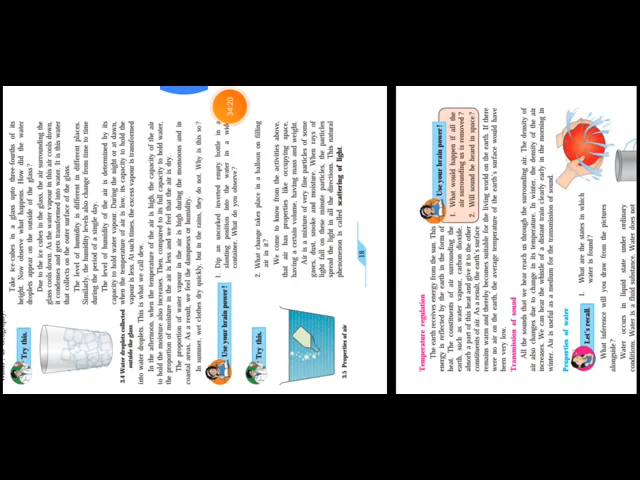 Try this.
Take ice-cubes in a glass upto three-fourths of its
height. Now observe what happens. How did the water
droplets appear on the outside of the glass?
Due to the ice cubes in the glass, the air surrounding the
glass cools down. As the water vapour in this air cools down,
it condenses and gets transformed into water. It is this water
that collects on the outer surface of the glass.
The level of humidity is different in different places.
Similarly, the humidity levels also change from time to time
during the period of a single day.
The level of humidity of the air is determined by its
capacity to hold water vapour. During the night or at dawn,
when the temperature of air is low, its capacity to hold the
vapour is less. At such times, the excess vapour is transformed
3.4 Water droplets collected
outside the glass
into water droplets. This is what we call dew.
In the afternoon, when the temperature of the air is high, the capacity of the air
to hold the moisture also increases. Then, compared to its full capacity to hold water,
the proportion of moisture in the air is less and we feel that the air is dry.
The proportion of water vapour in the air is high during the monsoons and in
coastal areas. As a result, we feel the dampness or humidity.
In summer, wet clothes dry quickly, but in the rains, they do not. Why is this so?
Use your brain power!
1. Dip an uncorked inverted empty bottle in a
slanting position into the water in a wide
container. What do you observe?
Try this.
2. What change takes place in a balloon on filling
air in it?
We come to know from the activities above,
that air has properties like occupying space,
having a certain volume, having mass and weight.
Air is a mixture of very fine particles of some
gases, dust, smoke and moisture. When rays of
light fall on these minute particles, the particles
spread the light in all the directions. This natural
phenomenon is called scattering of light.
3.5 Properties of air
18
34:20
Temperature regulation
The earth receives energy from the sun. This
energy is reflected by the earth in the form of
heat. The constituents of air surrounding the
earth, such as water vapour, carbon dioxide,
absorb a part of this heat and give it to the other
constituents of air. As a result, the earth's surface
remains warm and thereby becomes suitable for the living world on the earth. If there
were no air on the earth, the average temperature of the earth's surface would have
been very low.
Use your brain power!
1. What would happen if all the
air surrounding us is removed?
2. Will sound be heard in space?
Transmission of sound
All the sounds that we hear reach us through the surrounding air. The density of
air also changes due to change in its temperature. In winter, the density of the air
increases. We can hear the whistle of a distant train clearly early in the morning in
winter. Air is useful as a medium for the transmission of sound.
Properties of water
Let's recall.
1. What are the states in which
water is found?
What inference will you draw from the pictures
alongside?
Water occurs in liquid state under ordinary
conditions. Water is a fluid substance. Water does not